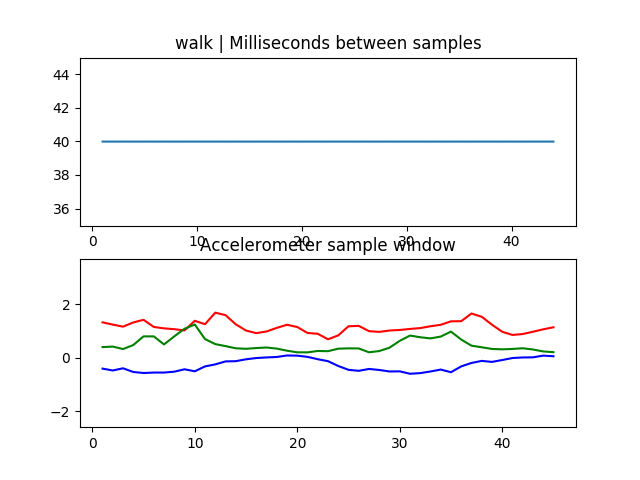 walk | Milliseconds between samples
44
42
40
38
36
0 10 20 30 40
Accelerometer sample window
2
0
−2
0 10 20 30 40